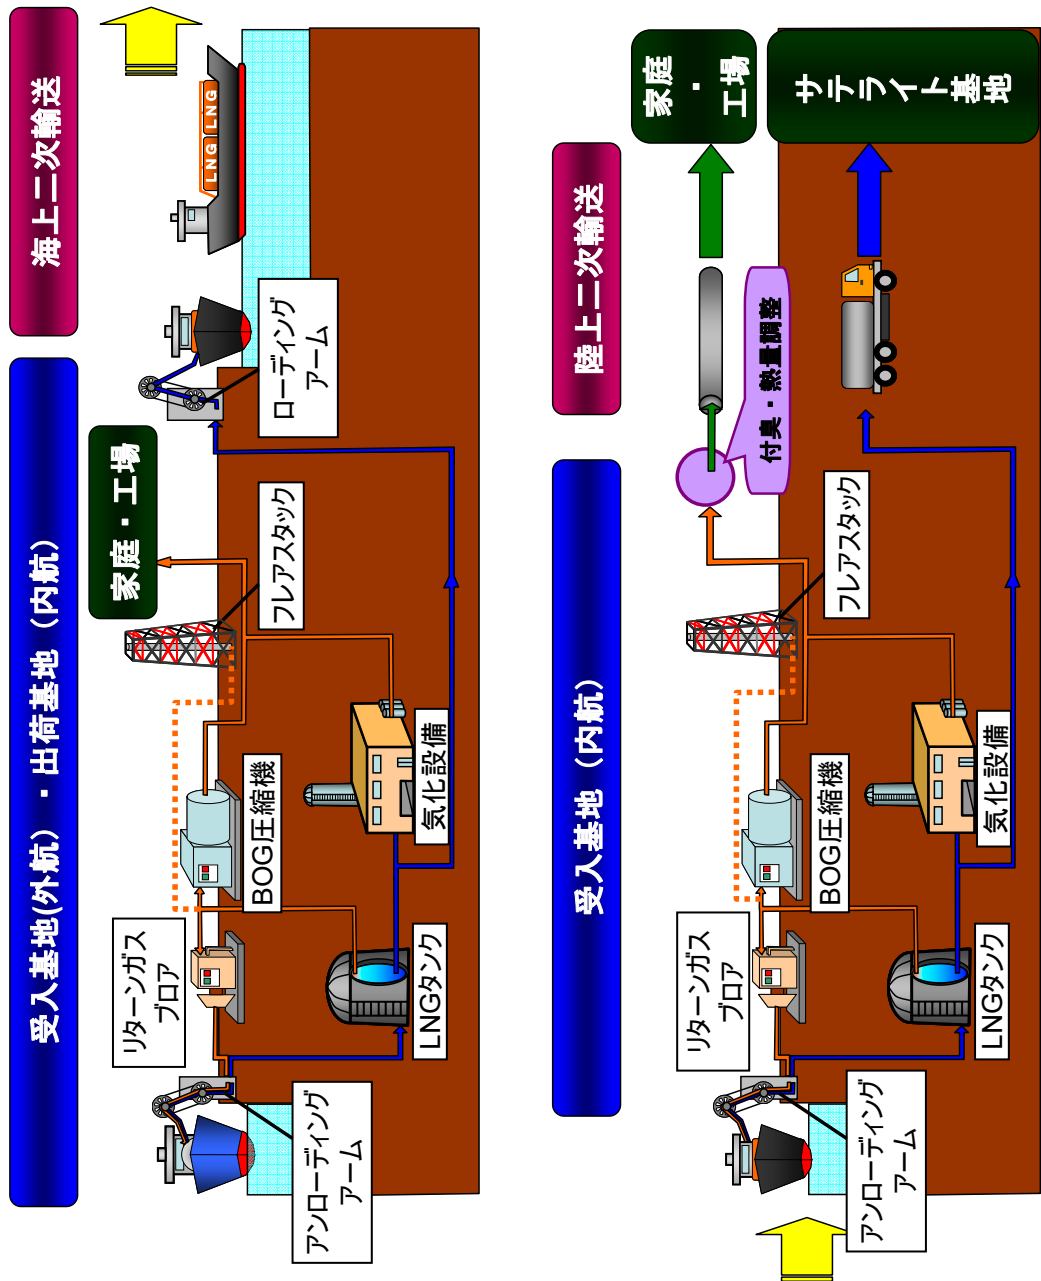 受入基地(外航)・出荷基地（内航）
海上二次輸送
家庭・工場
LNG LNG
ローディング
アーム
フレアスタック
BOG圧縮機
気化設備
リターンガス
ブロア
LNGタンク
アンローディング
アーム
受入基地（内航）
陸上二次輸送
家庭
・
工場
サテライト基地
付臭・熱量調整
フレアスタック
BOG圧縮機
気化設備
リターンガス
ブロア
LNGタンク
アンローディング
アーム